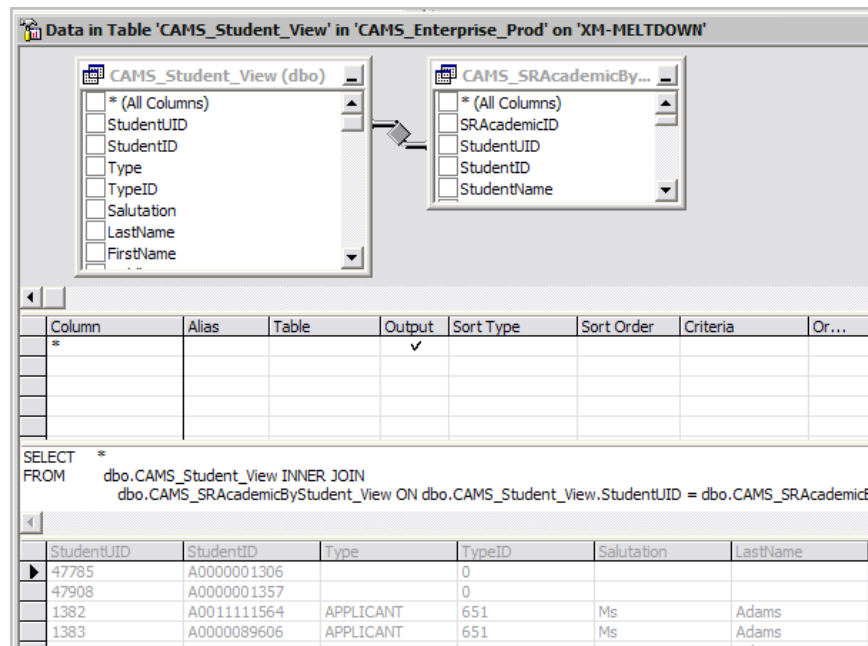 Data in Table 'CAMS_Student_View' in 'CAMS_Enterprise_Prod' on 'XM-MELTDOWN'
CAMS_Student_View (dbo)
* (All Columns)
StudentUID
StudentID
Type
TypeID
Salutation
LastName
FirstName
CAMS_SRAcademicBy...
* (All Columns)
SRAcademicID
StudentUID
StudentID
StudentName
Column Alias Table Output Sort Type Sort Order Criteria Or...
*
SELECT *
FROM dbo.CAMS_Student_View INNER JOIN
dbo.CAMS_SRAcademicByStudent_View ON dbo.CAMS_Student_View.StudentUID = dbo.CAMS_SRAcademicB
StudentUID StudentID Type TypeID Salutation LastName
47785 A0000001306 0
47908 A0000001357 0
1382 A0011111564 APPLICANT 651 Ms Adams
1383 A0000089606 APPLICANT 651 Ms Adams